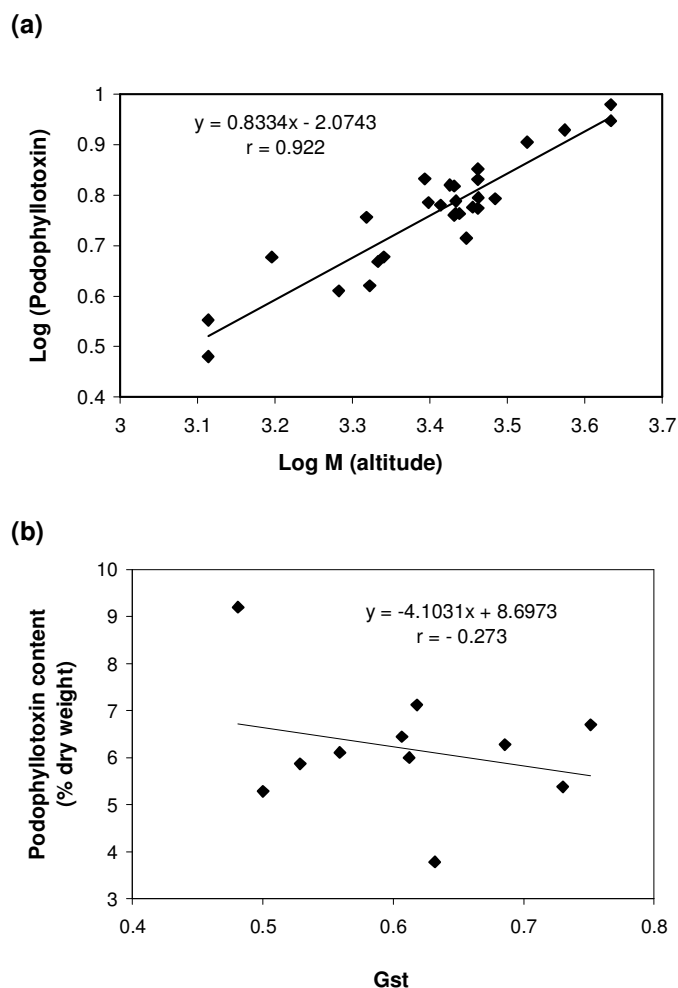 (a)
y = 0.8334x - 2.0743
r = 0.922
Log (Podophyllotoxin)
1
0.9
0.8
0.7
0.6
0.5
0.4
3 3.1 3.2 3.3 3.4 3.5 3.6 3.7
Log M (altitude)
(b)
y = -4.1031x + 8.6973
r = - 0.273
Podophyllotoxin content
(% dry weight)
10
9
8
7
6
5
4
3
0.4 0.5 0.6 0.7 0.8
Gst